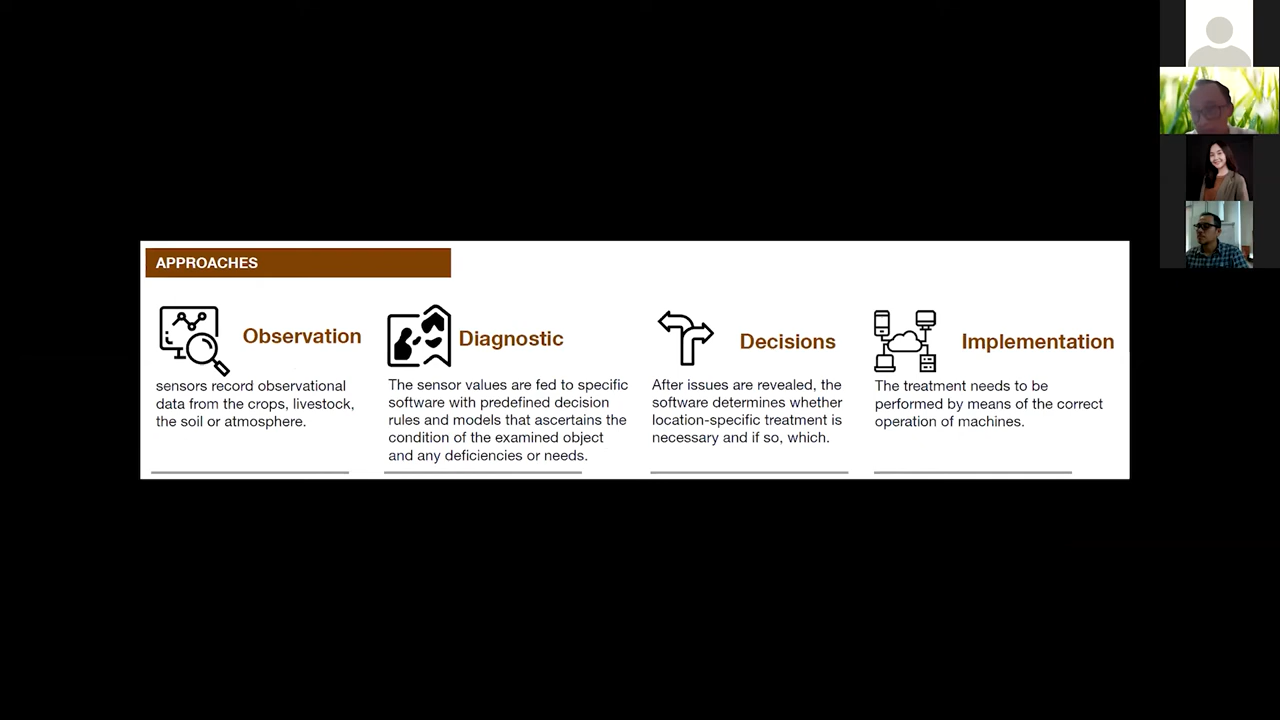 APPROACHES
Observation
sensors record observational
data from the crops, livestock,
the soil or atmosphere.
Diagnostic
The sensor values are fed to specific
software with predefined decision
rules and models that ascertains the
condition of the examined object
and any deficiencies or needs.
Decisions
After issues are revealed, the
software determines whether
location-specific treatment is
necessary and if so, which.
Implementation
The treatment needs to be
performed by means of the correct
operation of machines.